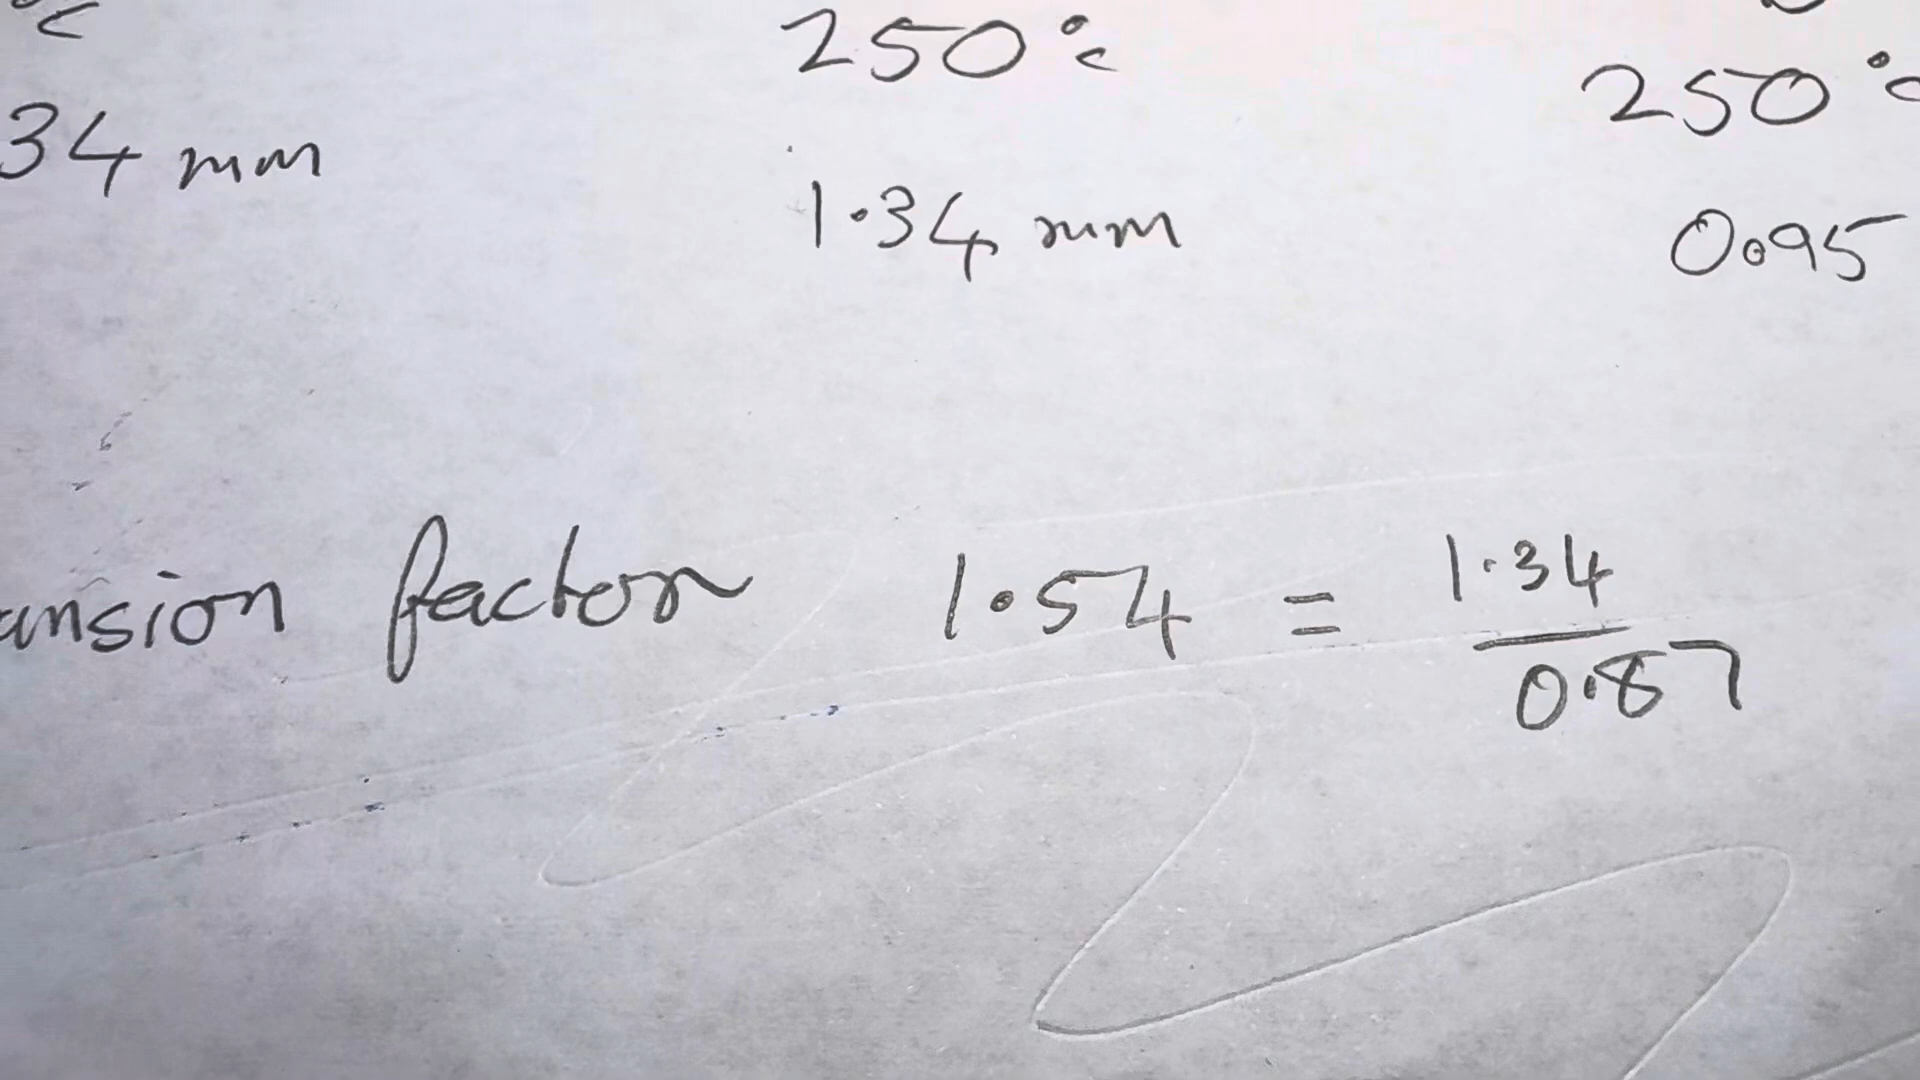 °c 250°c 250°c
34 mm 1.34 mm 0.95
ansion factor 1.54 = 1.34
0.87